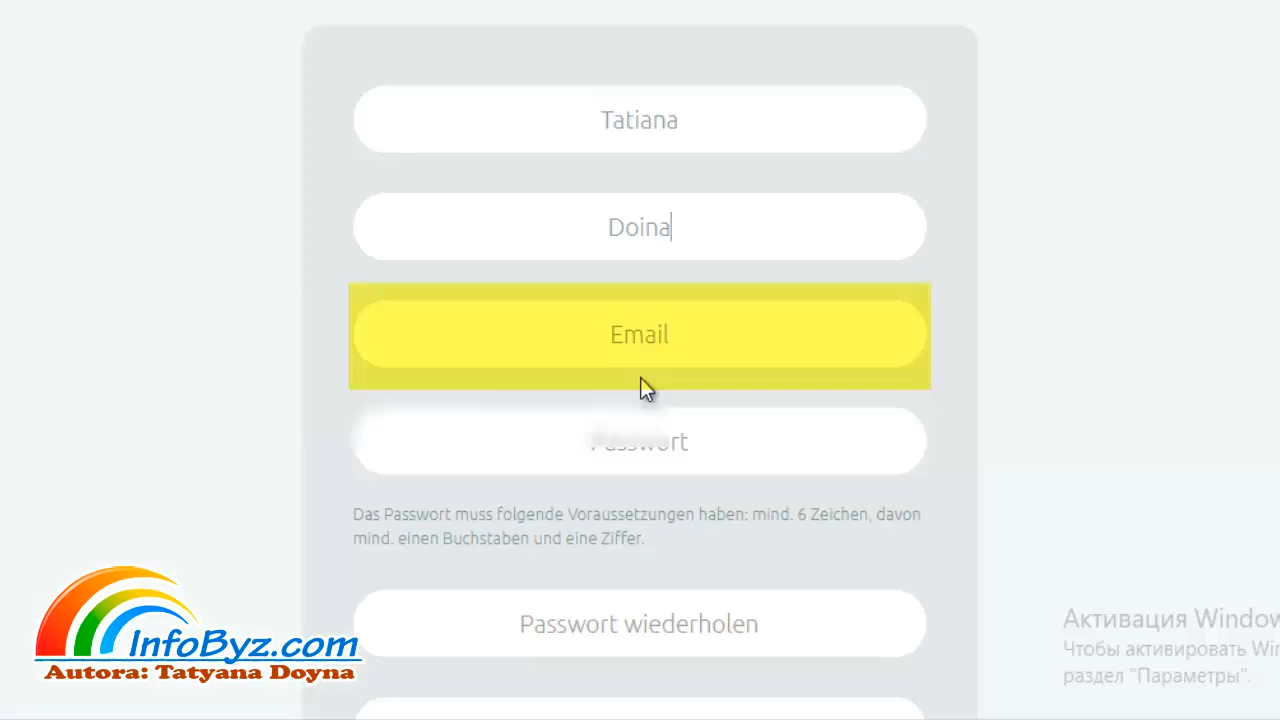 Tatiana
Doina
Email
Passwort
Das Passwort muss folgende Voraussetzungen haben: mind. 6 Zeichen, davon
mind. einen Buchstaben und eine Ziffer.
Passwort wiederholen
InfoByz.com
Autora: Tatyana Doyna
Активация Window
Чтобы активировать Win
раздел "Параметры".